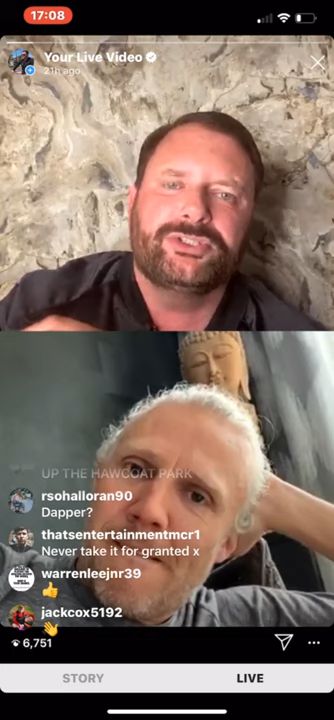 17:08
Your Live Video
21h ago
UP THE HAWCOAT PARK
rsohalloran90
Dapper?
thatsentertainmentmcr1
Never take it for granted x
warrenleejnr39
👍
jackcox5192
👋
6,751
STORY
LIVE